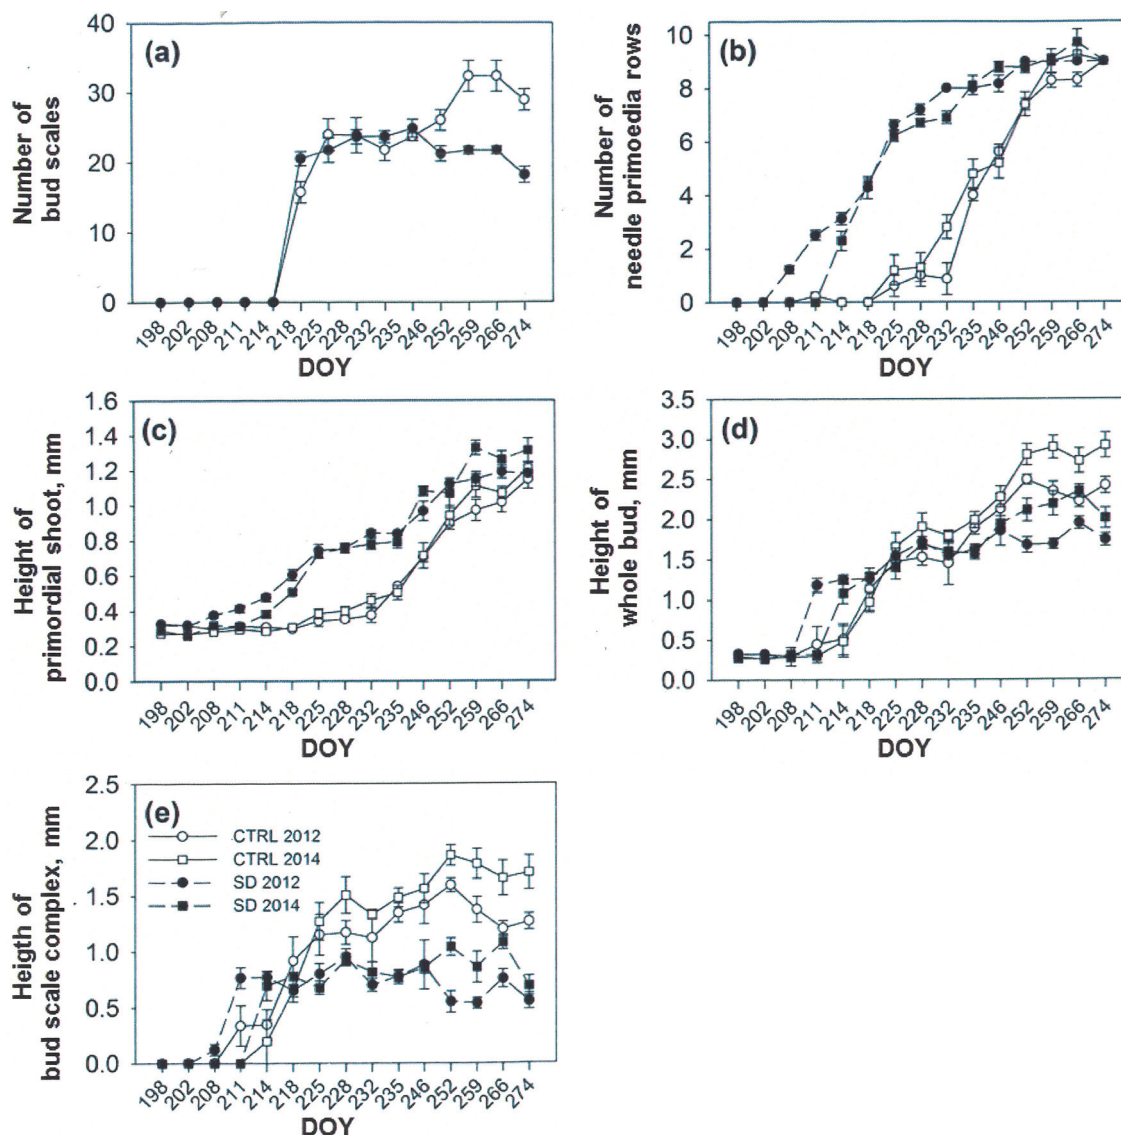 (a)
Number of
bud scales
40
30
20
10
0
198 202 208 211 214 218 225 228 232 235 246 252 259 266 274
DOY
(b)
Number of
needle primoedia rows
10
8
6
4
2
0
198 202 208 211 214 218 225 228 232 235 246 252 259 266 274
DOY
(c)
Height of
primordial shoot, mm
1.6
1.4
1.2
1.0
0.8
0.6
0.4
0.2
0.0
198 202 208 211 214 218 225 228 232 235 246 252 259 266 274
DOY
(d)
Height of
whole bud, mm
3.5
3.0
2.5
2.0
1.5
1.0
0.5
0.0
198 202 208 211 214 218 225 228 232 235 246 252 259 266 274
DOY
(e)
Heigth of
bud scale complex, mm
2.5
2.0
1.5
1.0
0.5
0.0
CTRL 2012
CTRL 2014
SD 2012
SD 2014
198 202 208 211 214 218 225 228 232 235 246 252 259 266 274
DOY